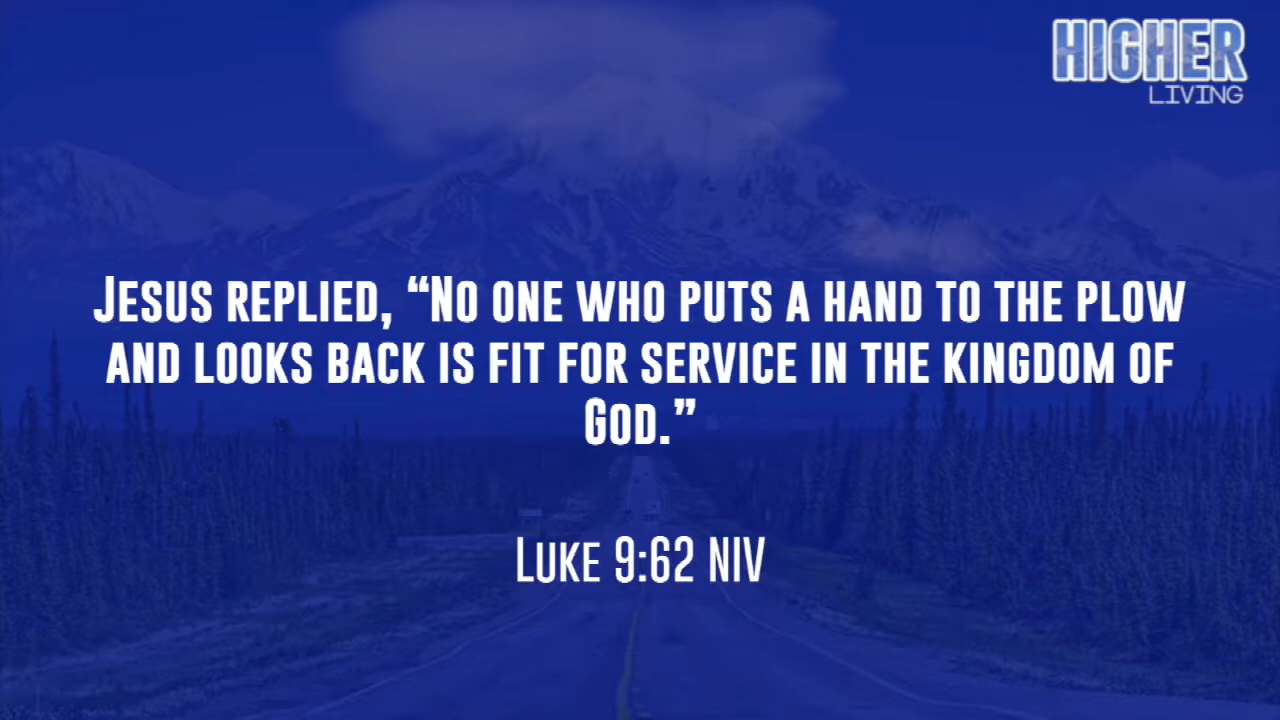 HIGHER
LIVING
Jesus replied, “No one who puts a hand to the plow
and looks back is fit for service in the kingdom of
God.”
Luke 9:62 NIV